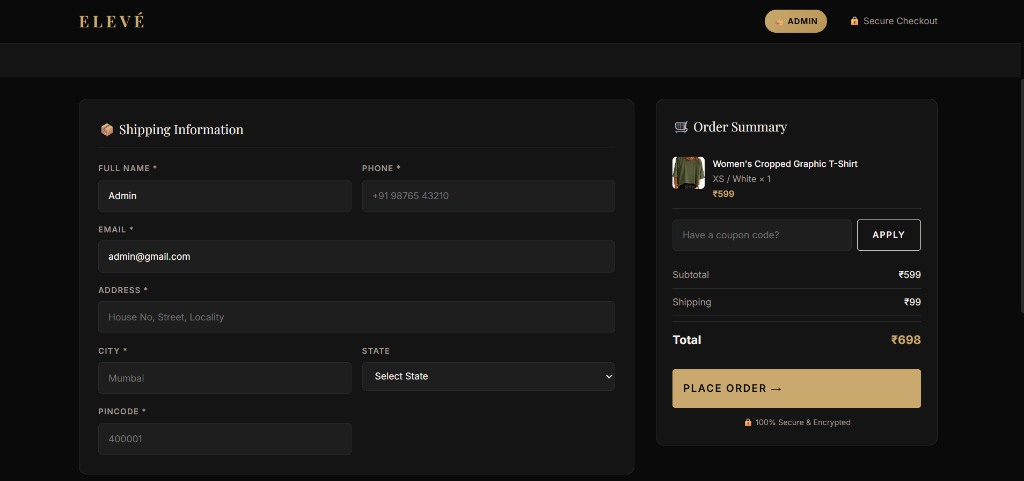 ELEVÉ
ADMIN
Secure Checkout
Shipping Information
FULL NAME *
PHONE *
Admin
+91 98765 43210
EMAIL *
admin@gmail.com
ADDRESS *
House No, Street, Locality
CITY *
STATE
Mumbai
Select State
PINCODE *
400001
Order Summary
Women's Cropped Graphic T-Shirt
XS / White × 1
₹599
Have a coupon code?
APPLY
Subtotal ₹599
Shipping ₹99
Total ₹698
PLACE ORDER →
100% Secure & Encrypted